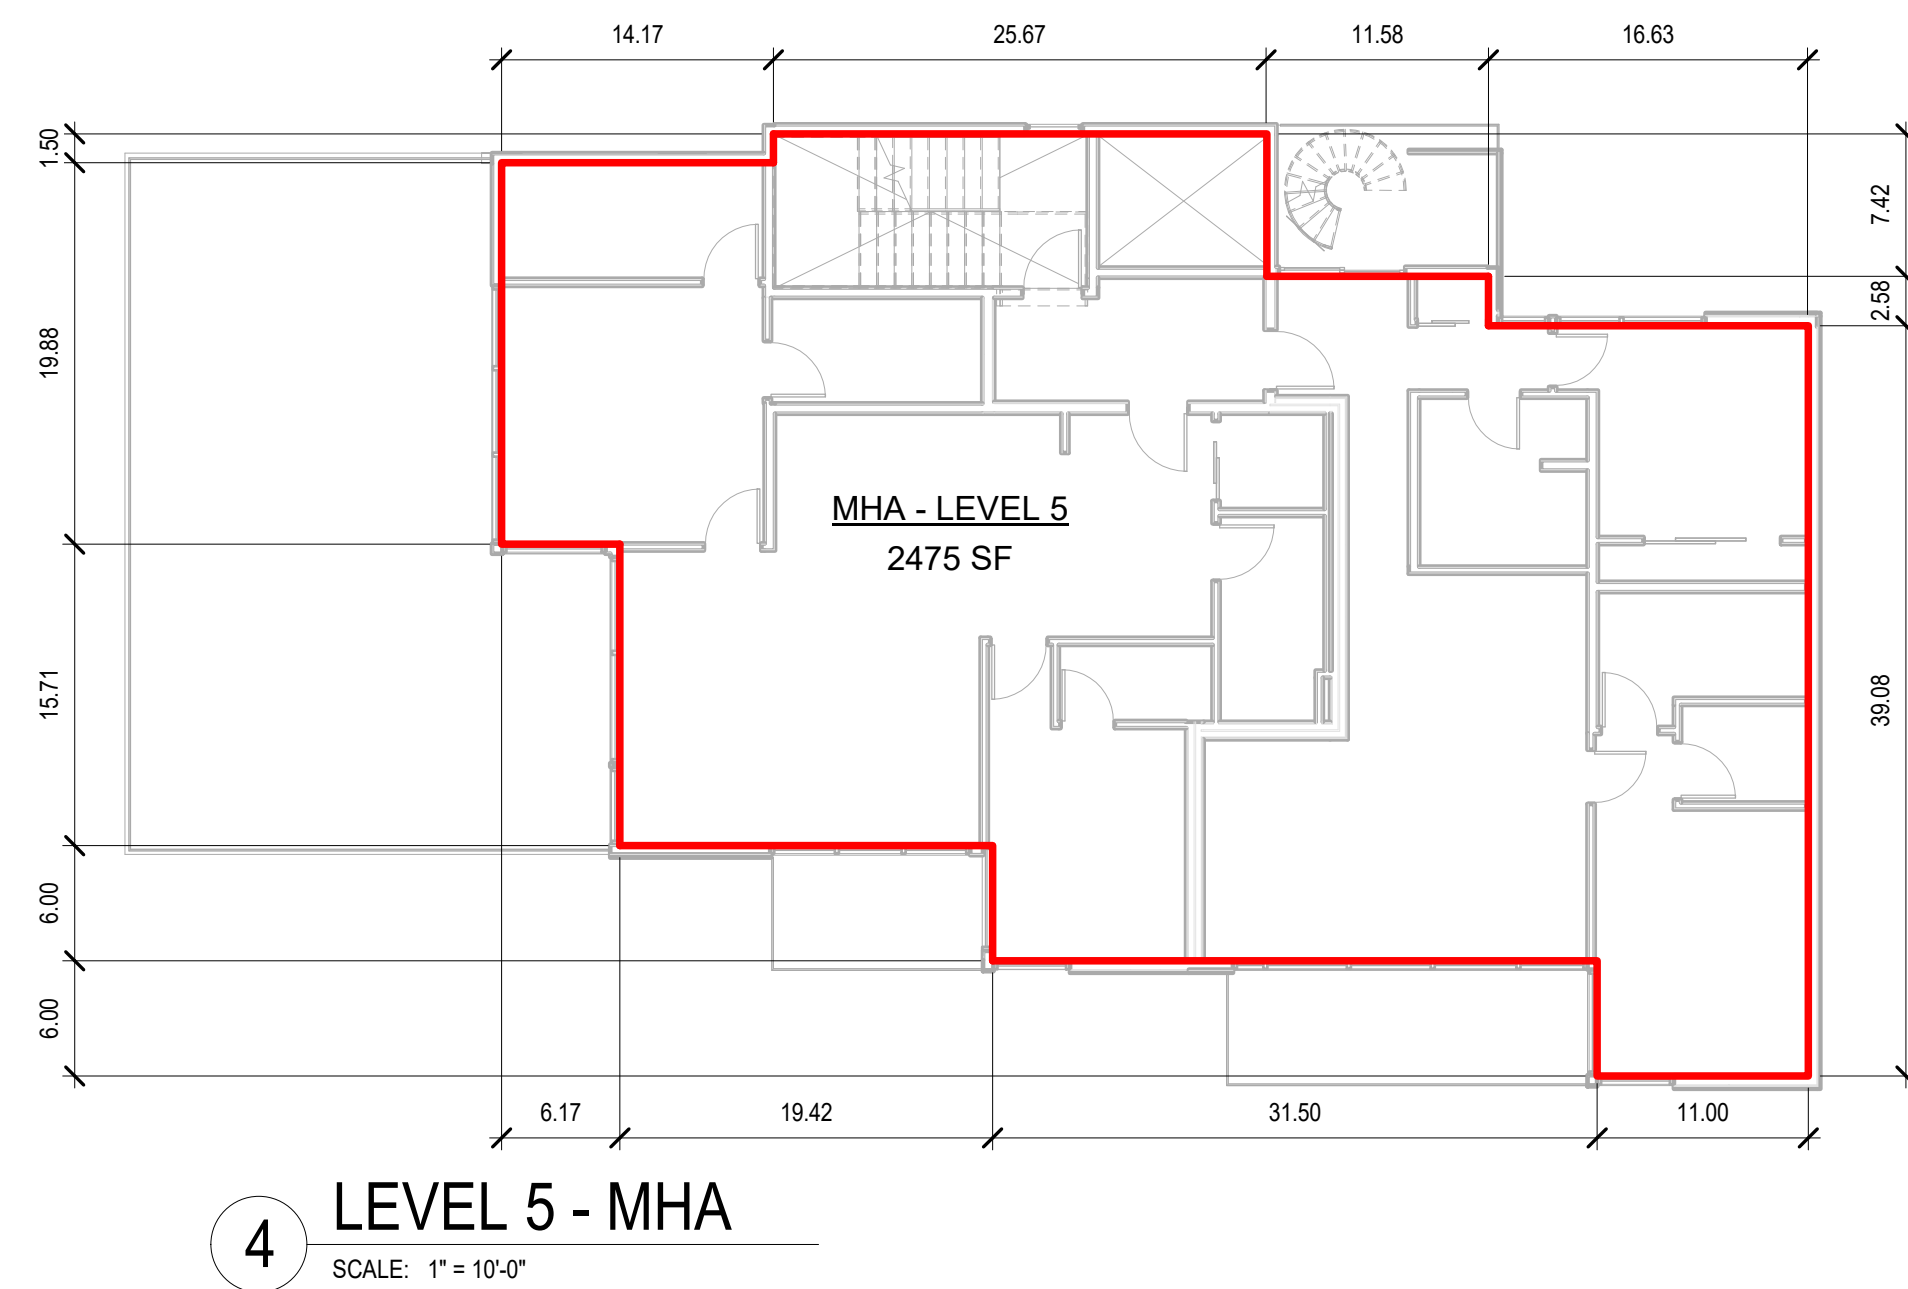 14.17 25.67 11.58 16.63
1.50
7.42
2.58
19.88
MHA - LEVEL 5
2475 SF
15.71
39.08
6.00
6.00
6.17 19.42 31.50 11.00
4
LEVEL 5 - MHA
SCALE: 1" = 10'-0"